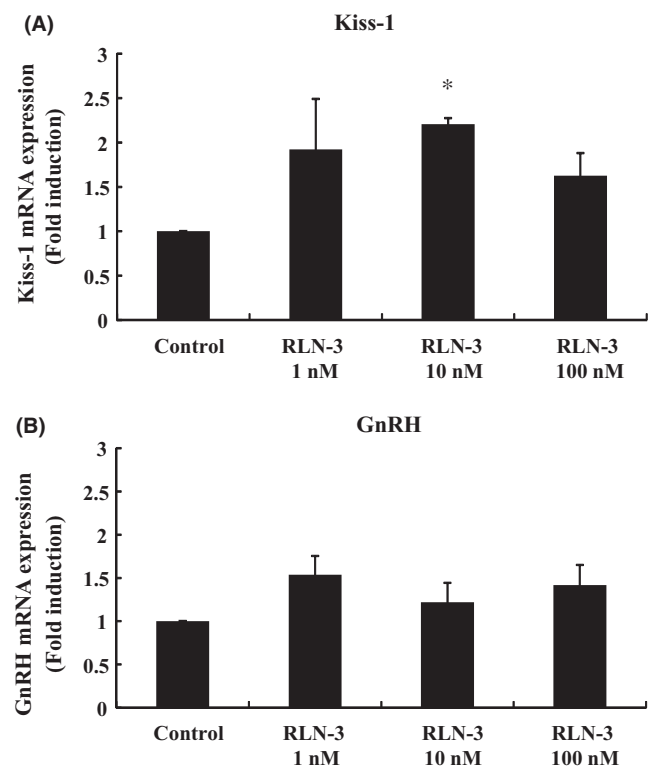 (A)
Kiss-1
Kiss-1 mRNA expression
(Fold induction)
3
2.5
2
1.5
1
0.5
0
*
Control
RLN-3
1 nM
RLN-3
10 nM
RLN-3
100 nM
(B)
GnRH
GnRH mRNA expression
(Fold induction)
3
2.5
2
1.5
1
0.5
0
Control
RLN-3
1 nM
RLN-3
10 nM
RLN-3
100 nM